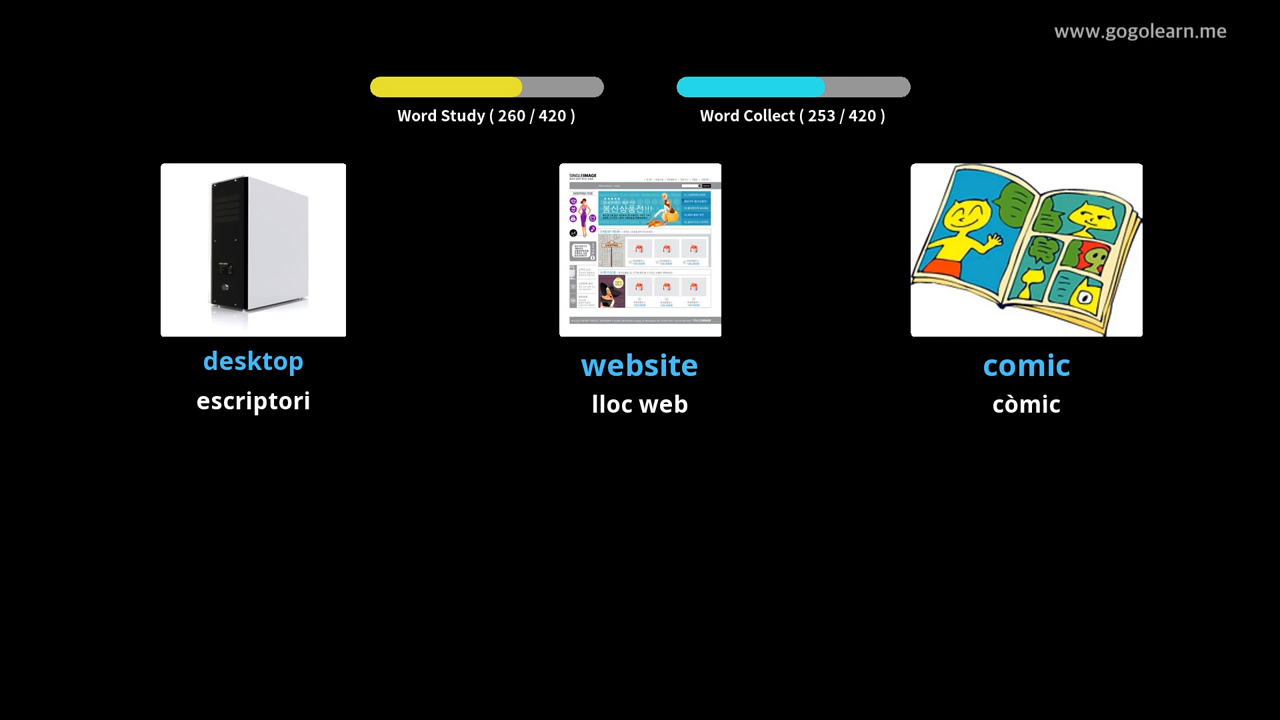 www.gogolearn.me
Word Study ( 260 / 420 )
Word Collect ( 253 / 420 )
desktop
website
comic
escriptori
lloc web
còmic